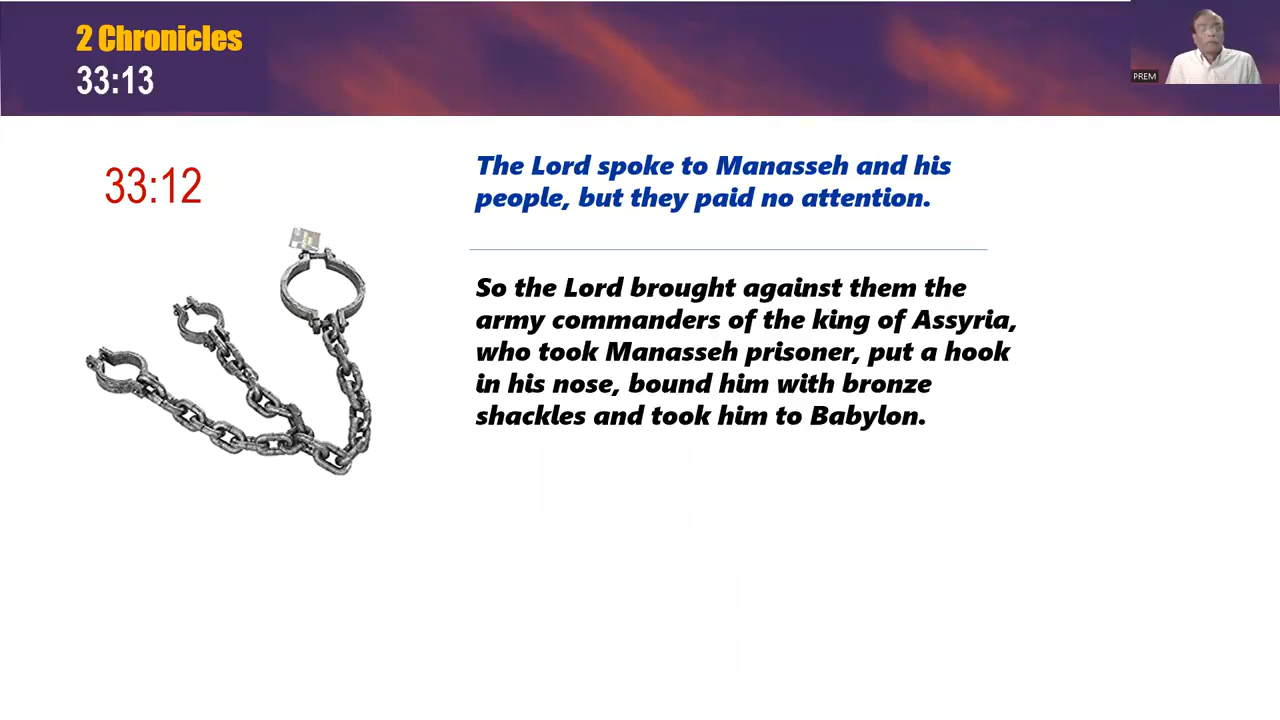 2 Chronicles
33:13
PREM
33:12
The Lord spoke to Manasseh and his
people, but they paid no attention.
So the Lord brought against them the
army commanders of the king of Assyria,
who took Manasseh prisoner, put a hook
in his nose, bound him with bronze
shackles and took him to Babylon.